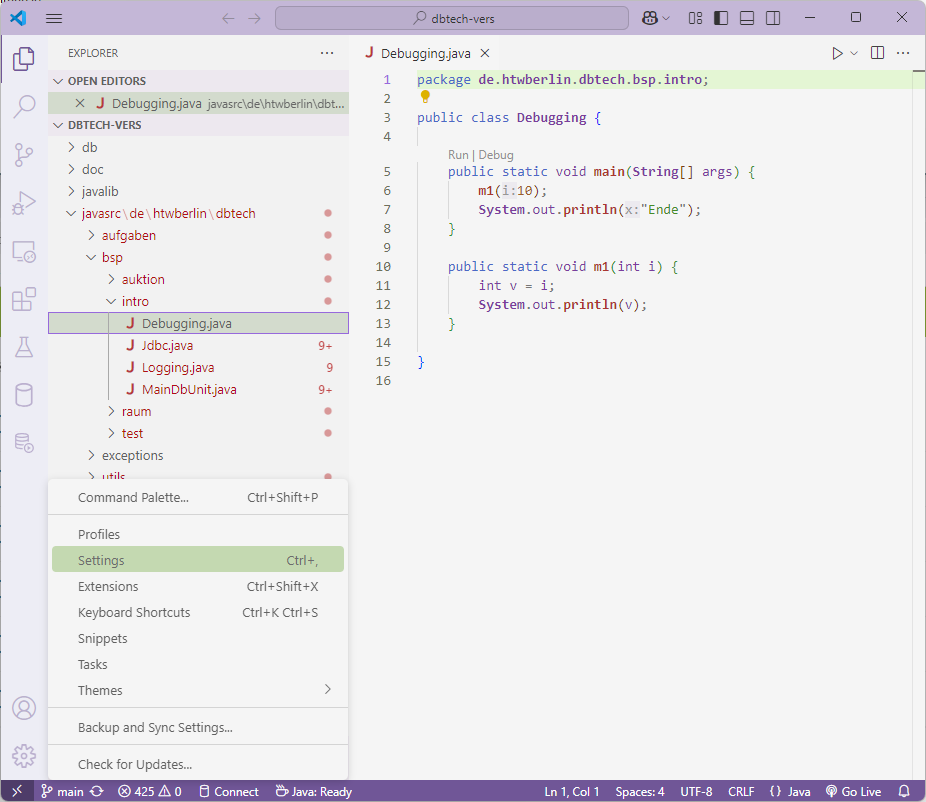 dbtech-vers
EXPLORER
OPEN EDITORS
Debugging.java javasrc\de\htwberlin\dbt...
DBTECH-VERS
db
doc
javalib
javasrc\de\htwberlin\dbtech
aufgaben
bsp
auktion
intro
Debugging.java
Jdbc.java 9+
Logging.java 9
MainDbUnit.java 9+
raum
test
exceptions
utils
Command Palette... Ctrl+Shift+P
Profiles
Settings Ctrl+,
Extensions Ctrl+Shift+X
Keyboard Shortcuts Ctrl+K Ctrl+S
Snippets
Tasks
Themes
Backup and Sync Settings...
Check for Updates...
Debugging.java
1 package de.htwberlin.dbtech.bsp.intro;
2
3 public class Debugging {
4
Run | Debug
5 public static void main(String[] args) {
6 m1(i:10);
7 System.out.println(x:"Ende");
8 }
9
10 public static void m1(int i) {
11 int v = i;
12 System.out.println(v);
13 }
14
15 }
16
main 425 0 Connect Java: Ready Ln 1, Col 1 Spaces: 4 UTF-8 CRLF {} Java Go Live